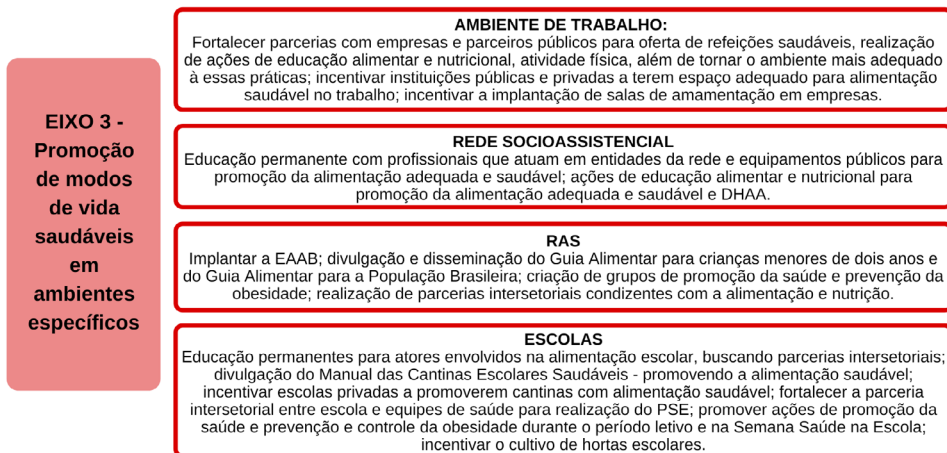 EIXO 3 -
Promoção
de modos
de vida
saudáveis
em
ambientes
específicos
AMBIENTE DE TRABALHO:
Fortalecer parcerias com empresas e parceiros públicos para oferta de refeições saudáveis, realização
de ações de educação alimentar e nutricional, atividade física, além de tornar o ambiente mais adequado
à essas práticas; incentivar instituições públicas e privadas a terem espaço adequado para alimentação
saudável no trabalho; incentivar a implantação de salas de amamentação em empresas.
REDE SOCIOASSISTENCIAL
Educação permanente com profissionais que atuam em entidades da rede e equipamentos públicos para
promoção da alimentação adequada e saudável; ações de educação alimentar e nutricional para
promoção da alimentação adequada e saudável e DHAA.
RAS
Implantar a EAAB; divulgação e disseminação do Guia Alimentar para crianças menores de dois anos e
do Guia Alimentar para a População Brasileira; criação de grupos de promoção da saúde e prevenção da
obesidade; realização de parcerias intersetoriais condizentes com a alimentação e nutrição.
ESCOLAS
Educação permanentes para atores envolvidos na alimentação escolar, buscando parcerias intersetoriais;
divulgação do Manual das Cantinas Escolares Saudáveis - promovendo a alimentação saudável;
incentivar escolas privadas a promoverem cantinas com alimentação saudável; fortalecer a parceria
intersetorial entre escola e equipes de saúde para realização do PSE; promover ações de promoção da
saúde e prevenção e controle da obesidade durante o período letivo e na Semana Saúde na Escola;
incentivar o cultivo de hortas escolares.